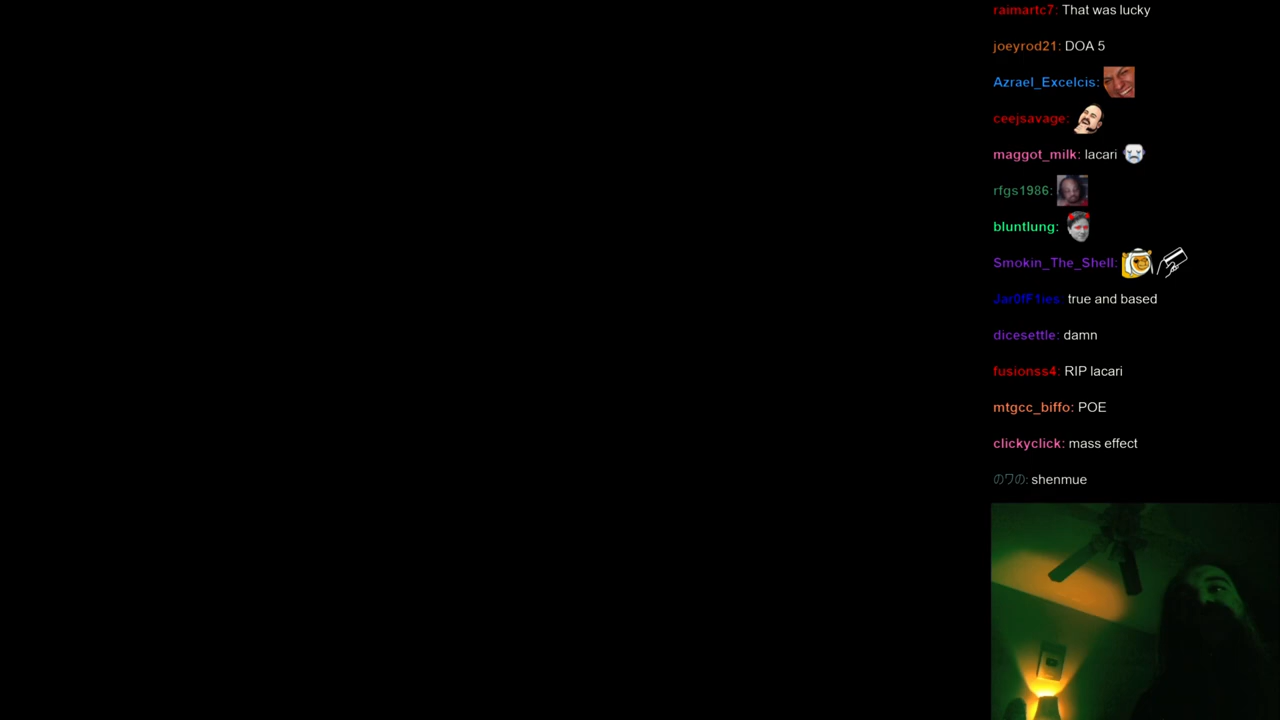 raimartc7: That was lucky
joeyrod21: DOA 5
Azrael_Excelcis:
ceejsavage:
maggot_milk: lacari
rfgs1986:
bluntlung:
Smokin_The_Shell:
Jar0fF1ies: true and based
dicesettle: damn
fusionss4: RIP lacari
mtgcc_biffo: POE
clickyclick: mass effect
のワの: shenmue